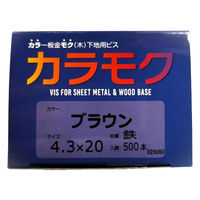 カラー板金モク(木)下地用ビス
カラモク
VIS FOR SHEET METAL & WOOD BASE
カラー:
ブラウン
サイズ 4.3×20 材質 鉄 入数 500本
925080